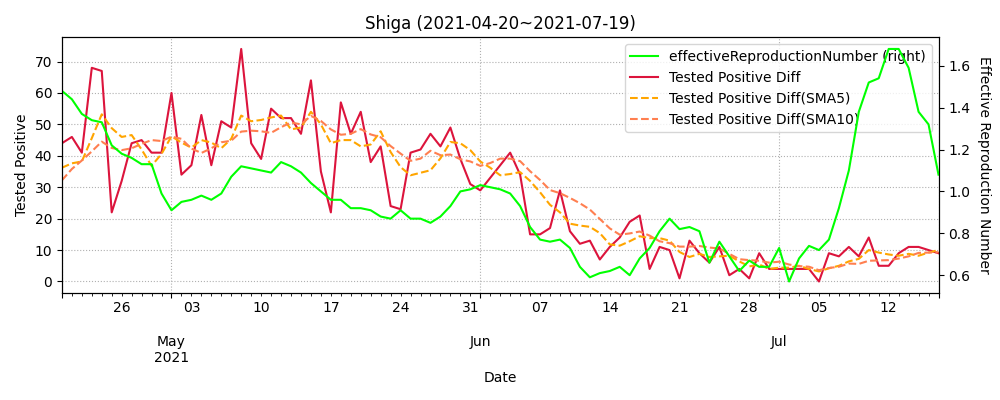 Shiga (2021-04-20~2021-07-19)
effectiveReproductionNumber (right)
Tested Positive Diff
Tested Positive Diff(SMA5)
Tested Positive Diff(SMA10)
Tested Positive
70
60
50
40
30
20
10
0
1.6
1.4
1.2
1.0
0.8
0.6
Effective Reproduction Number
26 03 10 17 24 31 07 14 21 28 05 12
May Jun Jul
2021
Date